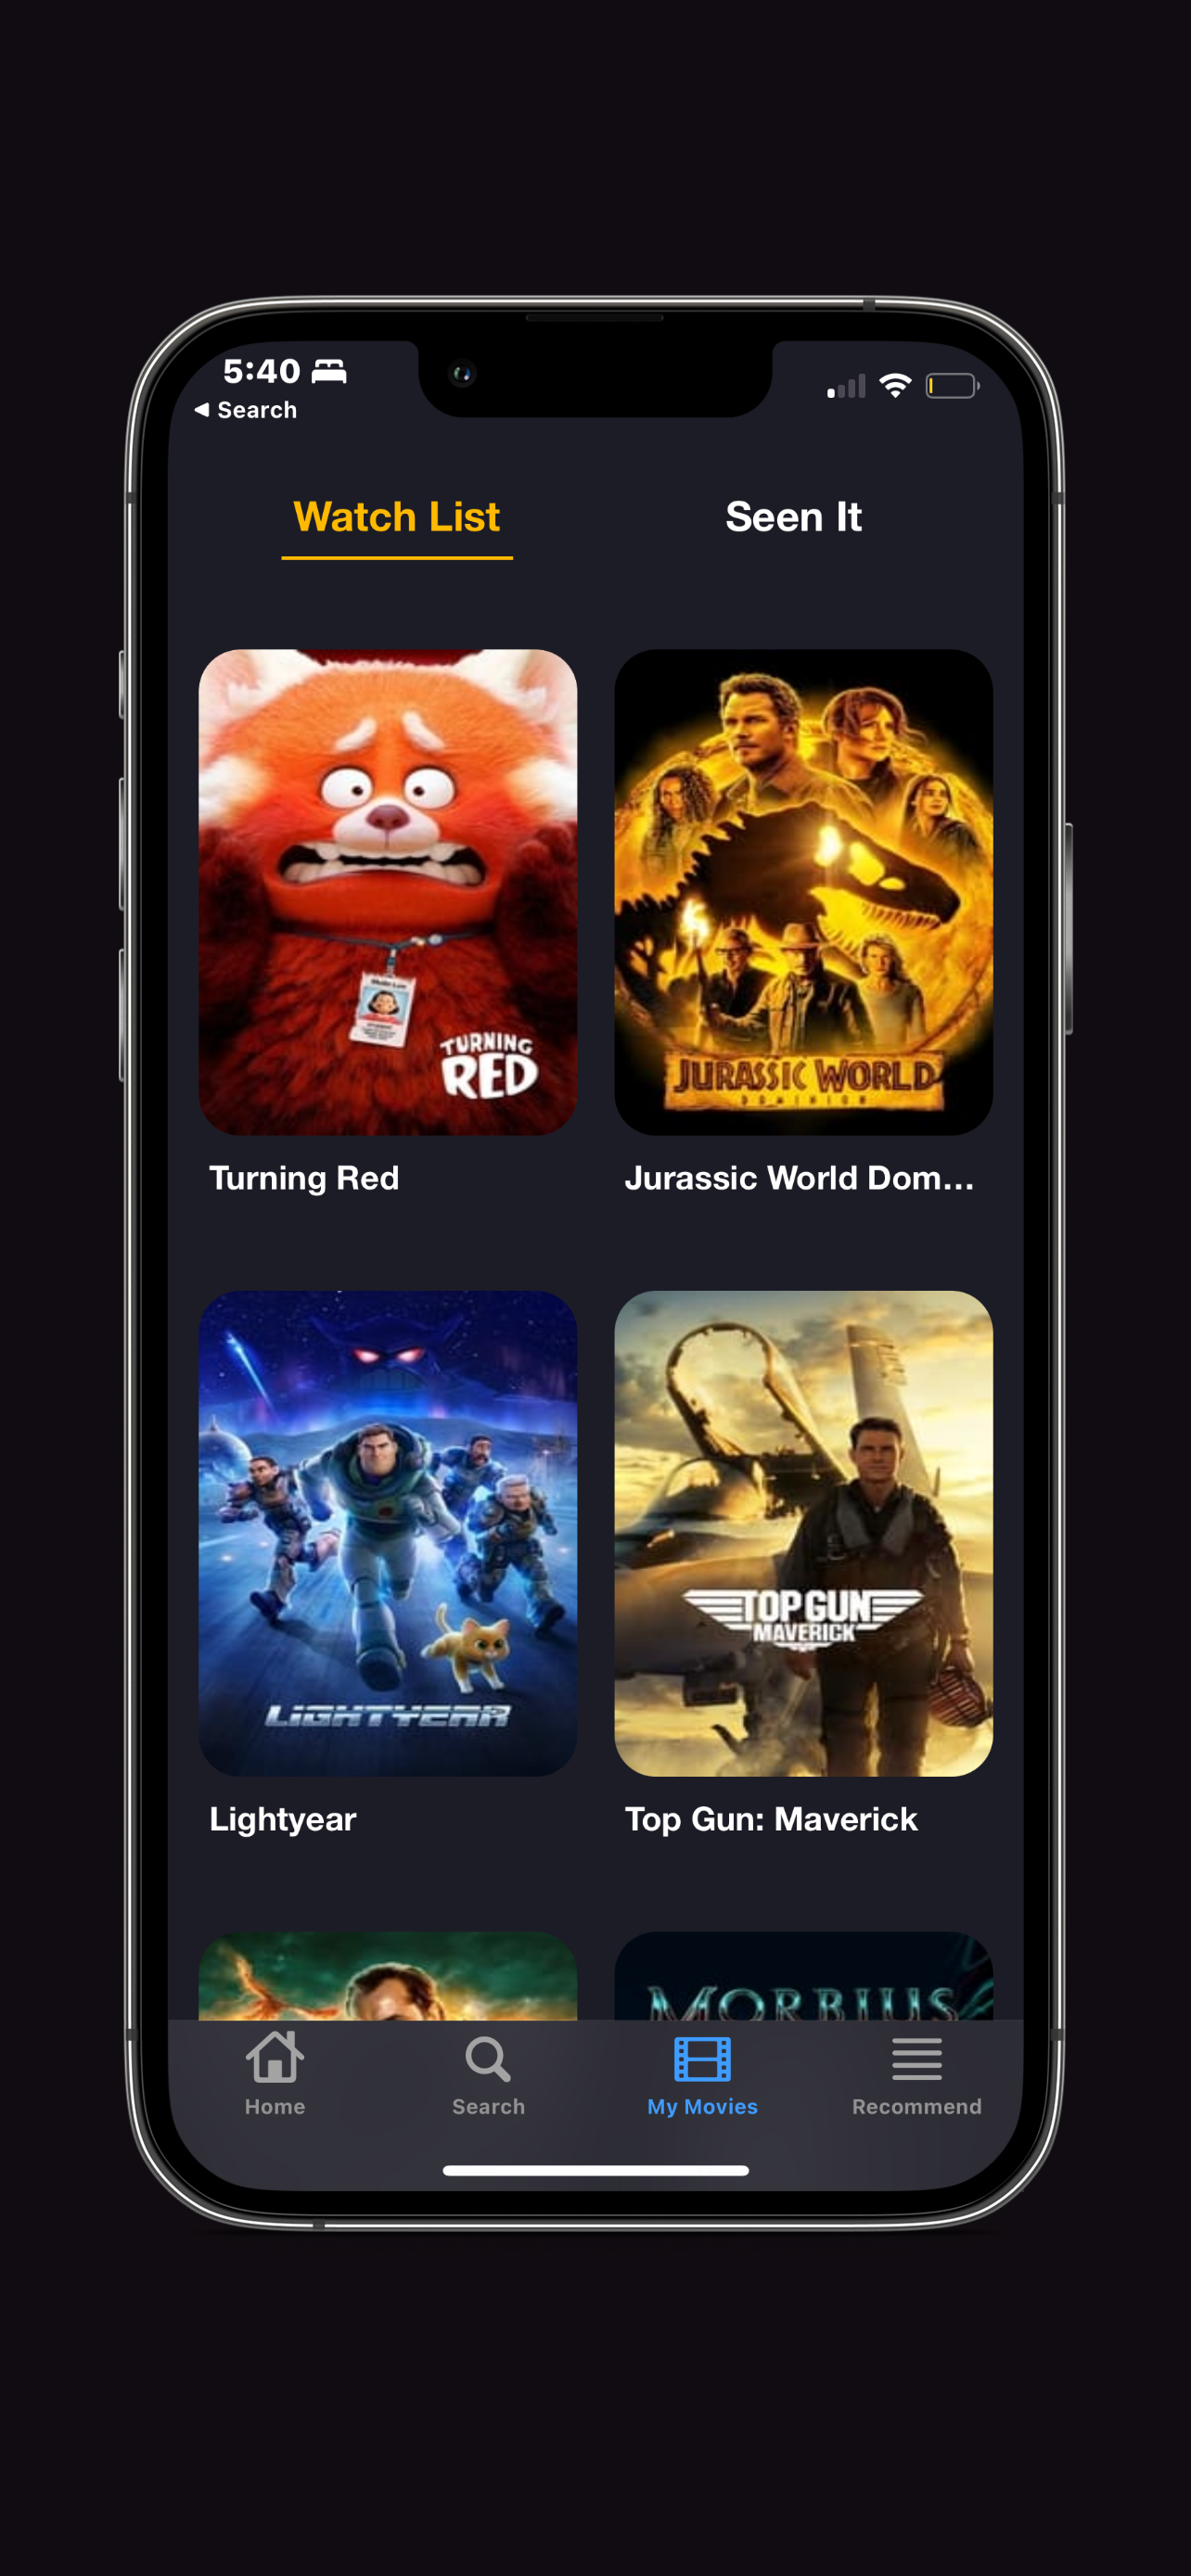 5:40
Search
Watch List
Seen It
TURNING
RED
JURASSIC WORLD
DOMINION
Turning Red
Jurassic World Dom...
LIGHTYEAR
TOP GUN
MAVERICK
Lightyear
Top Gun: Maverick
MORBIUS
Home
Search
My Movies
Recommend